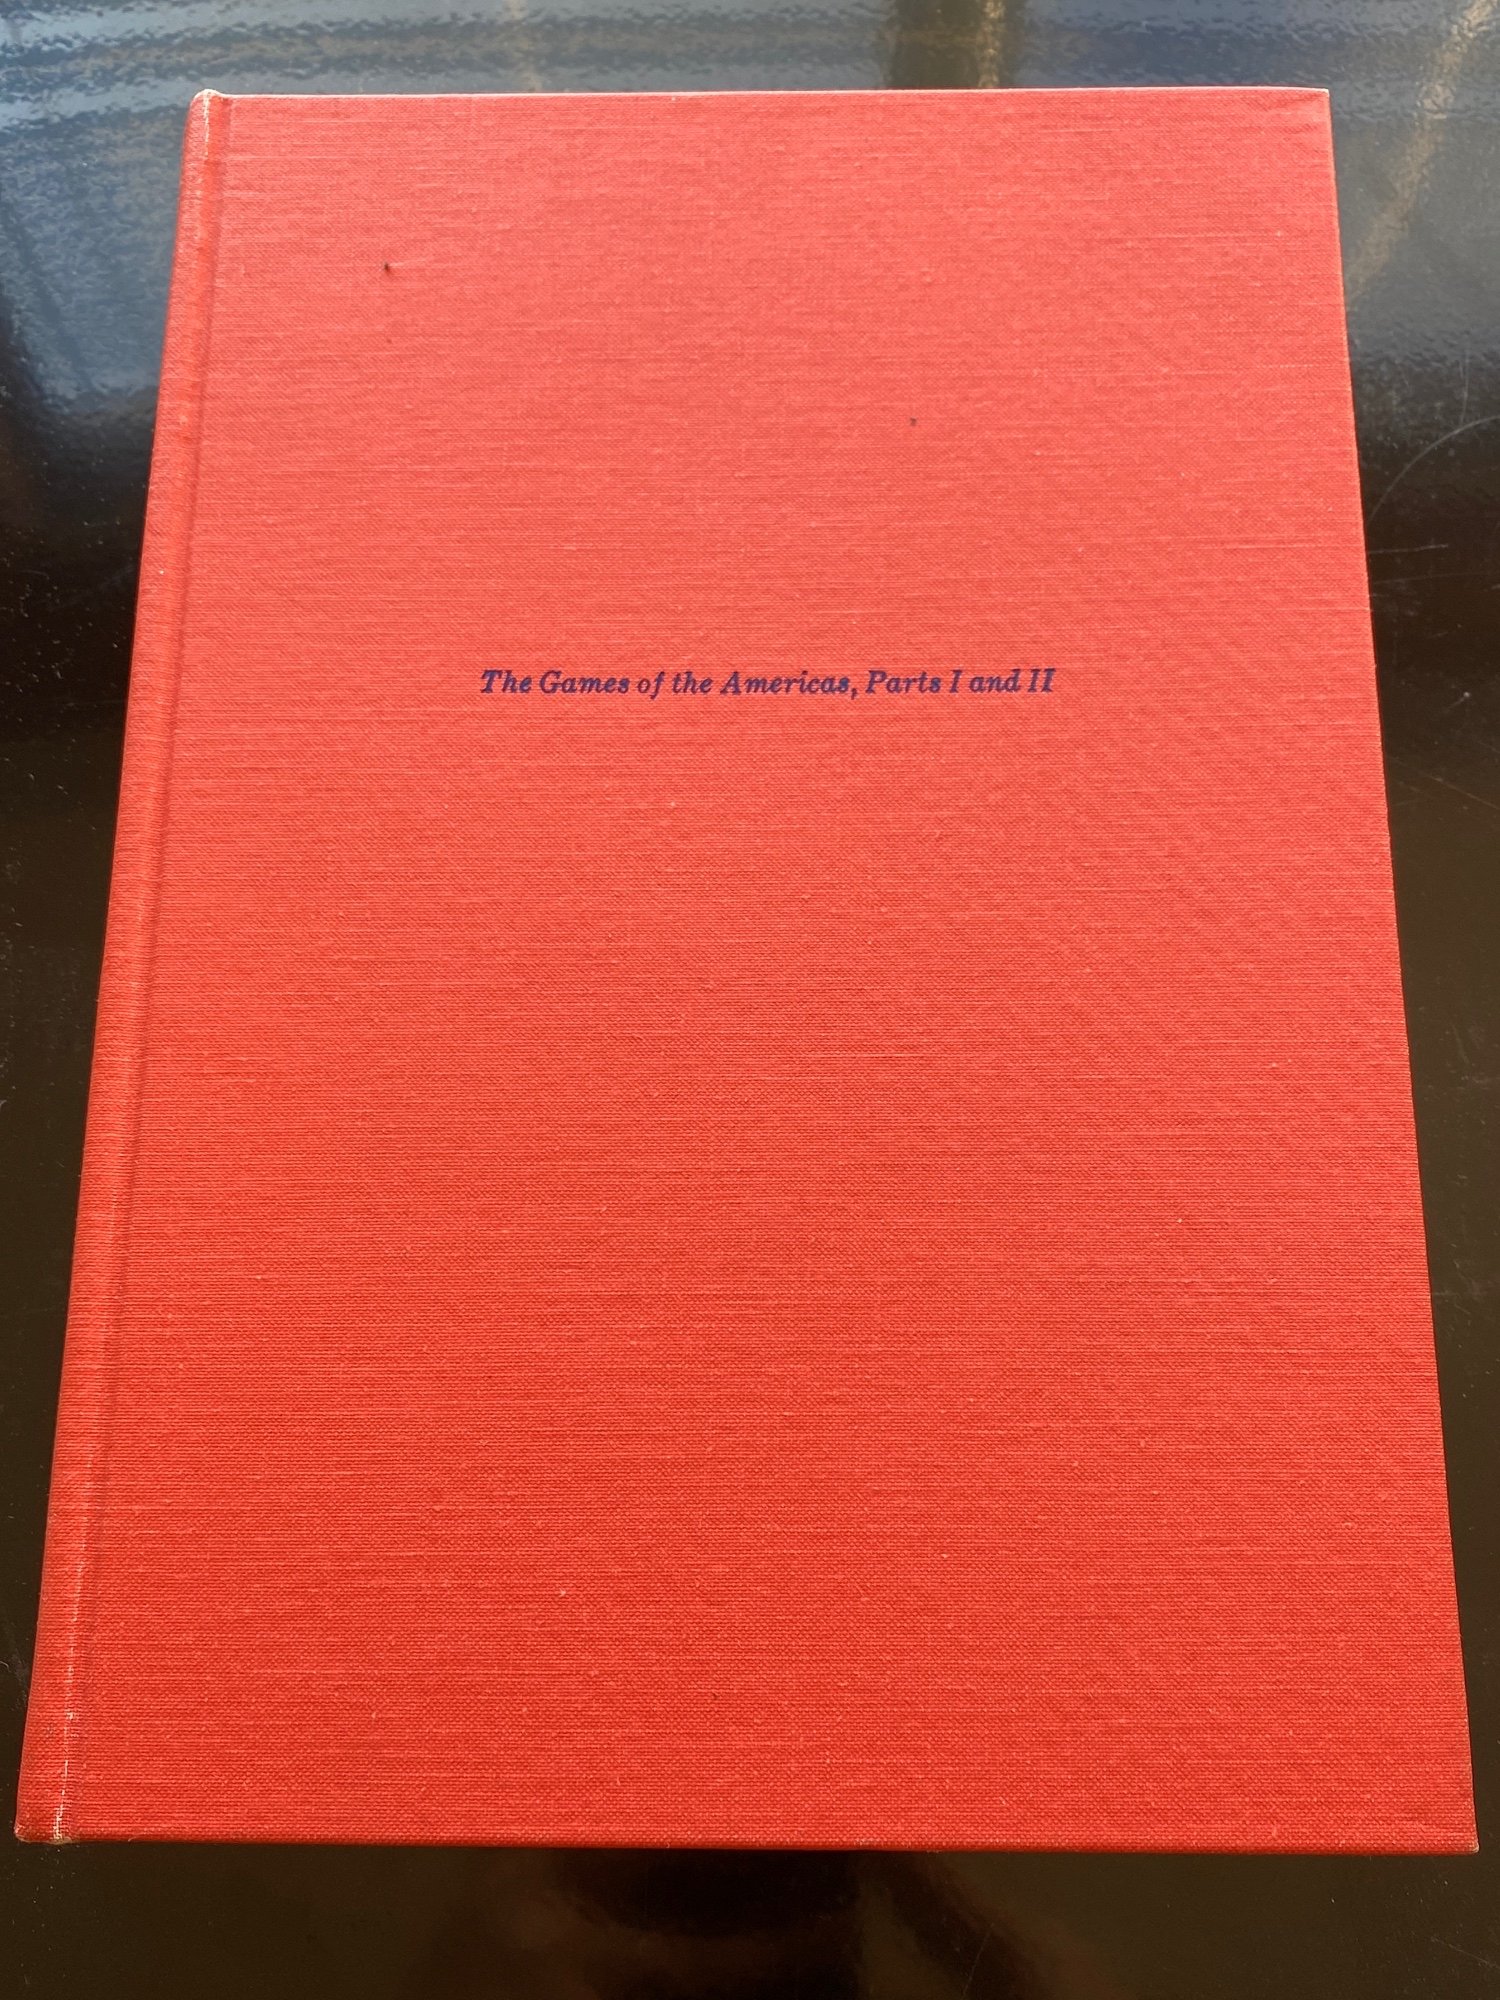 The Games of the Americas, Parts I and II